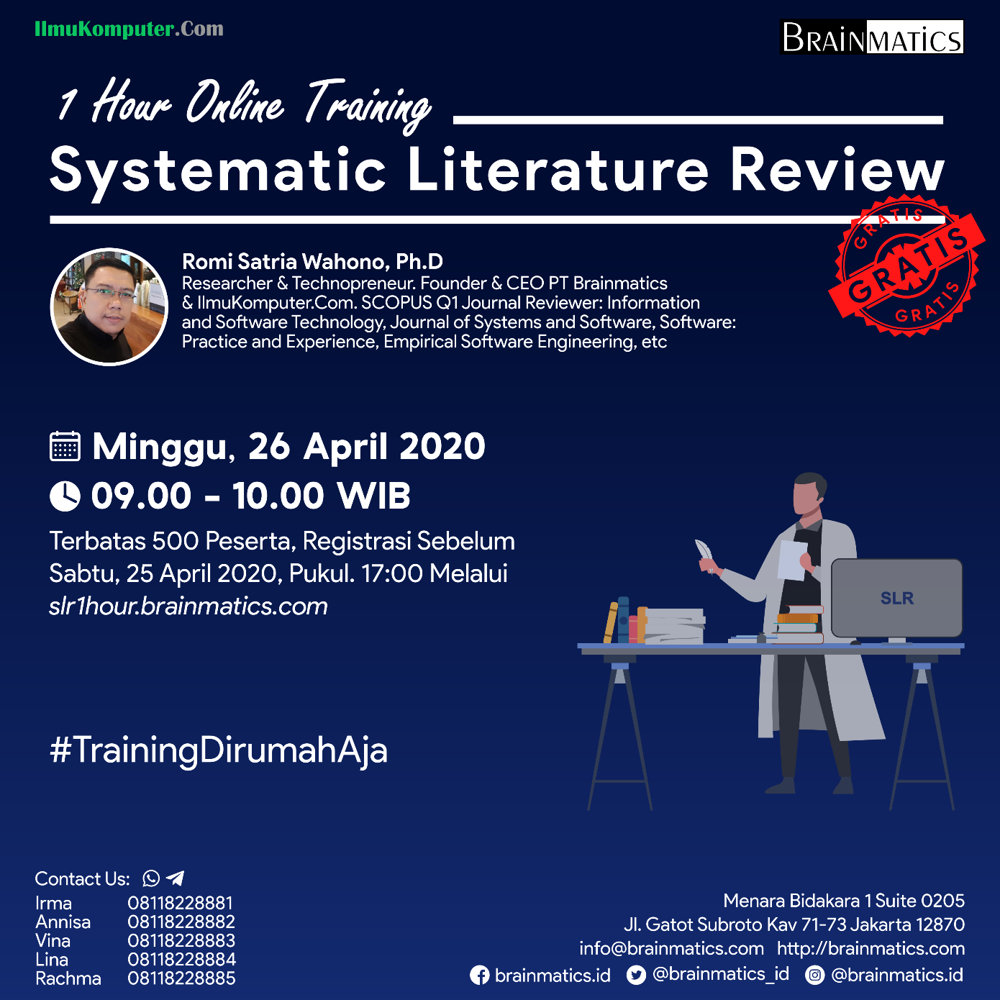 IlmuKomputer.Com
BRAINMATICS
1 Hour Online Training
Systematic Literature Review
GRATIS
GRATIS
GRATIS
Romi Satria Wahono, Ph.D
Researcher & Technopreneur. Founder & CEO PT Brainmatics
& IlmuKomputer.Com. SCOPUS Q1 Journal Reviewer: Information
and Software Technology, Journal of Systems and Software, Software:
Practice and Experience, Empirical Software Engineering, etc
Minggu, 26 April 2020
09.00 - 10.00 WIB
Terbatas 500 Peserta, Registrasi Sebelum
Sabtu, 25 April 2020, Pukul. 17:00 Melalui
slr1hour.brainmatics.com
SLR
#TrainingDirumahAja
Contact Us:
Irma 08118228881
Annisa 08118228882
Vina 08118228883
Lina 08118228884
Rachma 08118228885
Menara Bidakara 1 Suite 0205
Jl. Gatot Subroto Kav 71-73 Jakarta 12870
info@brainmatics.com http://brainmatics.com
brainmatics.id @brainmatics_id @brainmatics.id